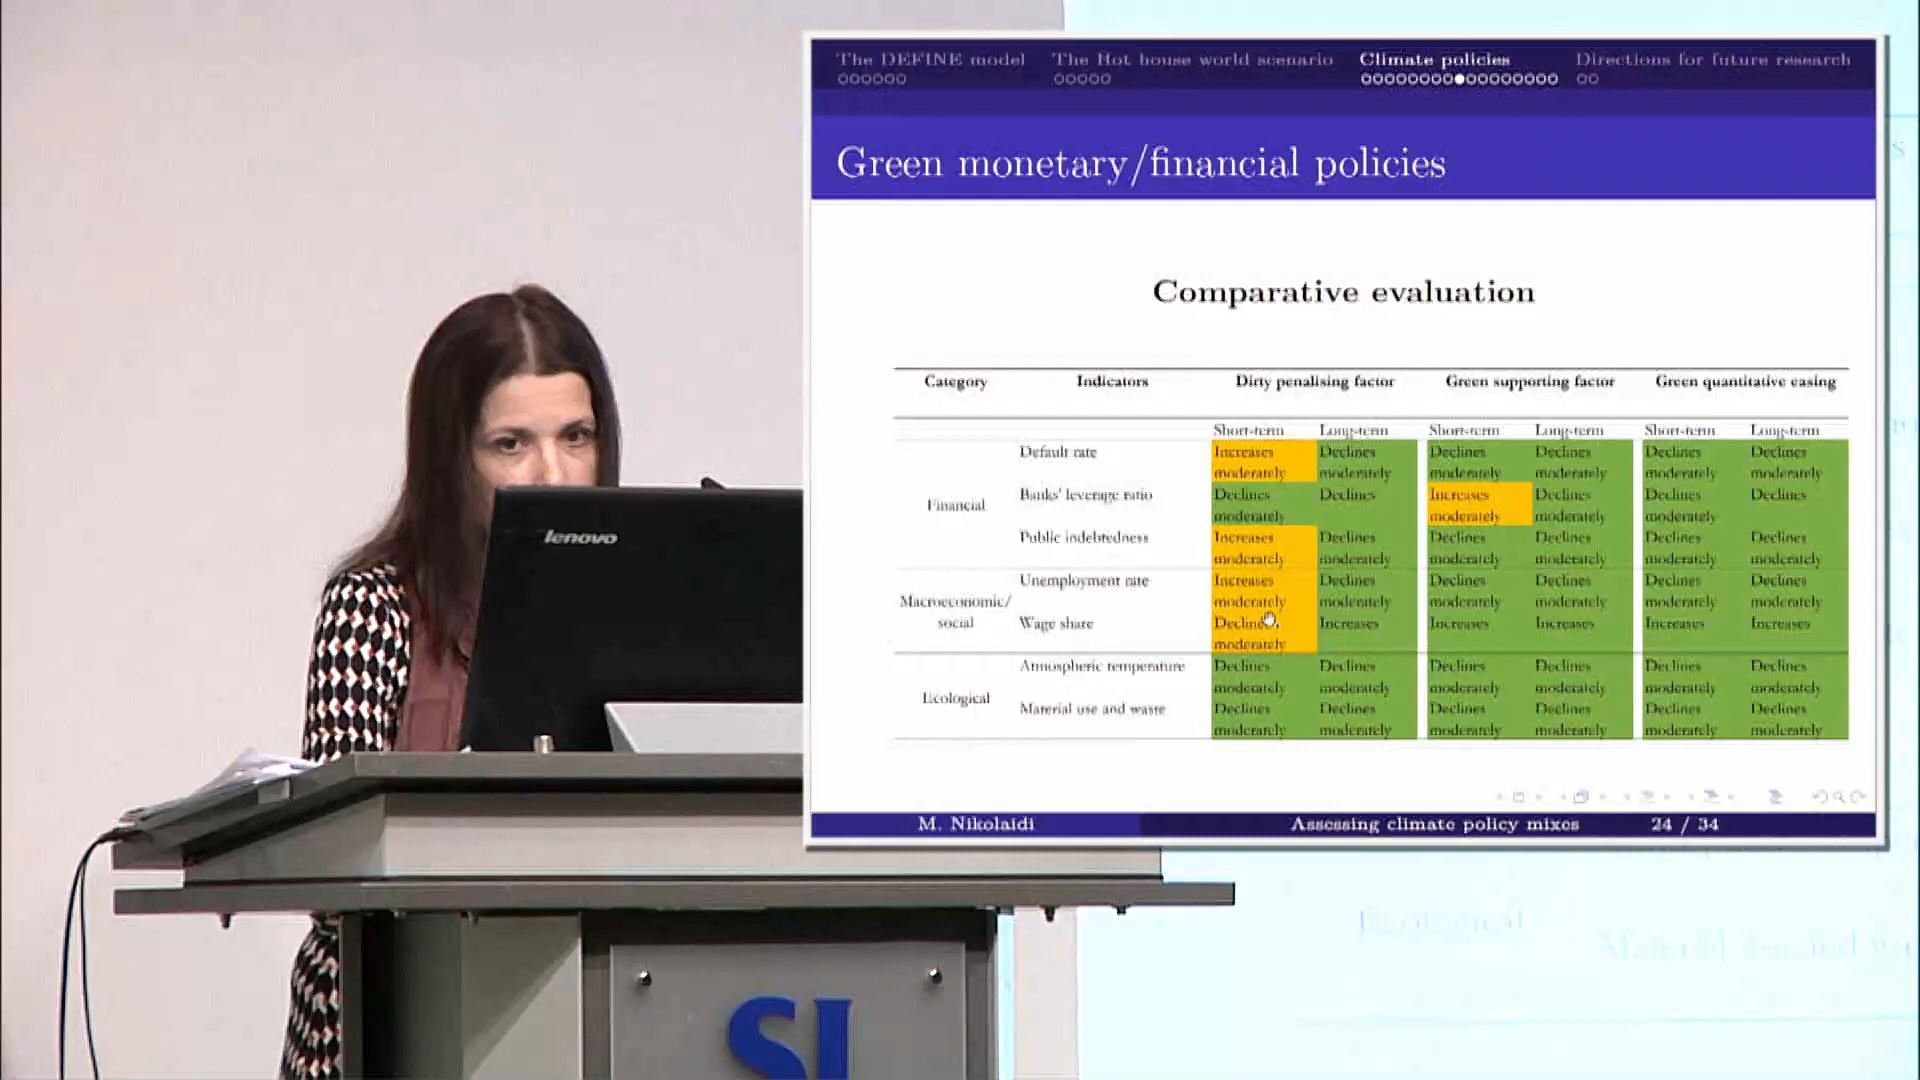 The DEFINE model The Hot house world scenario Climate policies Directions for future research
Green monetary/financial policies
Comparative evaluation
Category Indicators Dirty penalising factor Green supporting factor Green quantitative easing
Short-term Long-term Short-term Long-term Short-term Long-term
Default rate Increases Declines Declines Declines Declines Declines
moderately moderately moderately moderately moderately moderately
Banks' leverage ratio Declines Declines Increases Declines Declines Declines
Financial moderately moderately moderately moderately
Public indebtedness Increases Declines Declines Declines Declines Declines
moderately moderately moderately moderately moderately moderately
Unemployment rate Increases Declines Declines Declines Declines Declines
Macroeconomic/ moderately moderately moderately moderately moderately moderately
social Wage share Declines Increases Increases Increases Increases Increases
moderately
Atmospheric temperature Declines Declines Declines Declines Declines Declines
Ecological moderately moderately moderately moderately moderately moderately
Material use and waste Declines Declines Declines Declines Declines Declines
moderately moderately moderately moderately moderately moderately
M. Nikolaidi Assessing climate policy mixes 24 / 34
lenovo
SI
Ecological